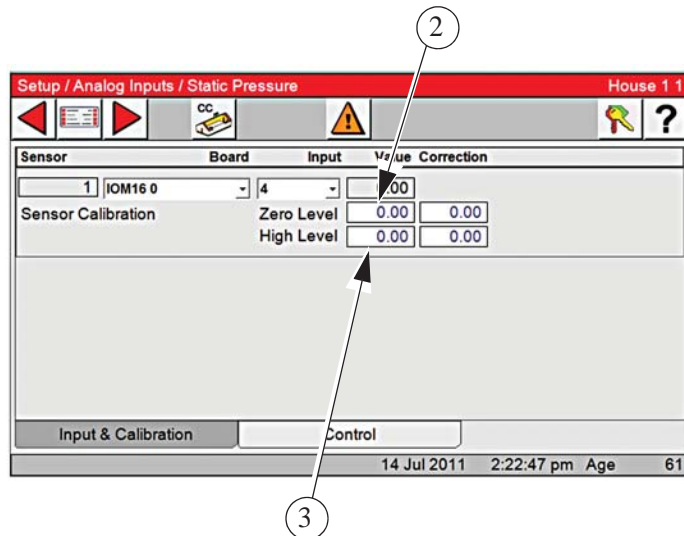 2
Setup / Analog Inputs / Static Pressure House 1 1
CC
?
Sensor Board Input Value Correction
1 IOM16 0 4 0.00
Sensor Calibration Zero Level 0.00 0.00
High Level 0.00 0.00
Input & Calibration Control
14 Jul 2011 2:22:47 pm Age 61
3